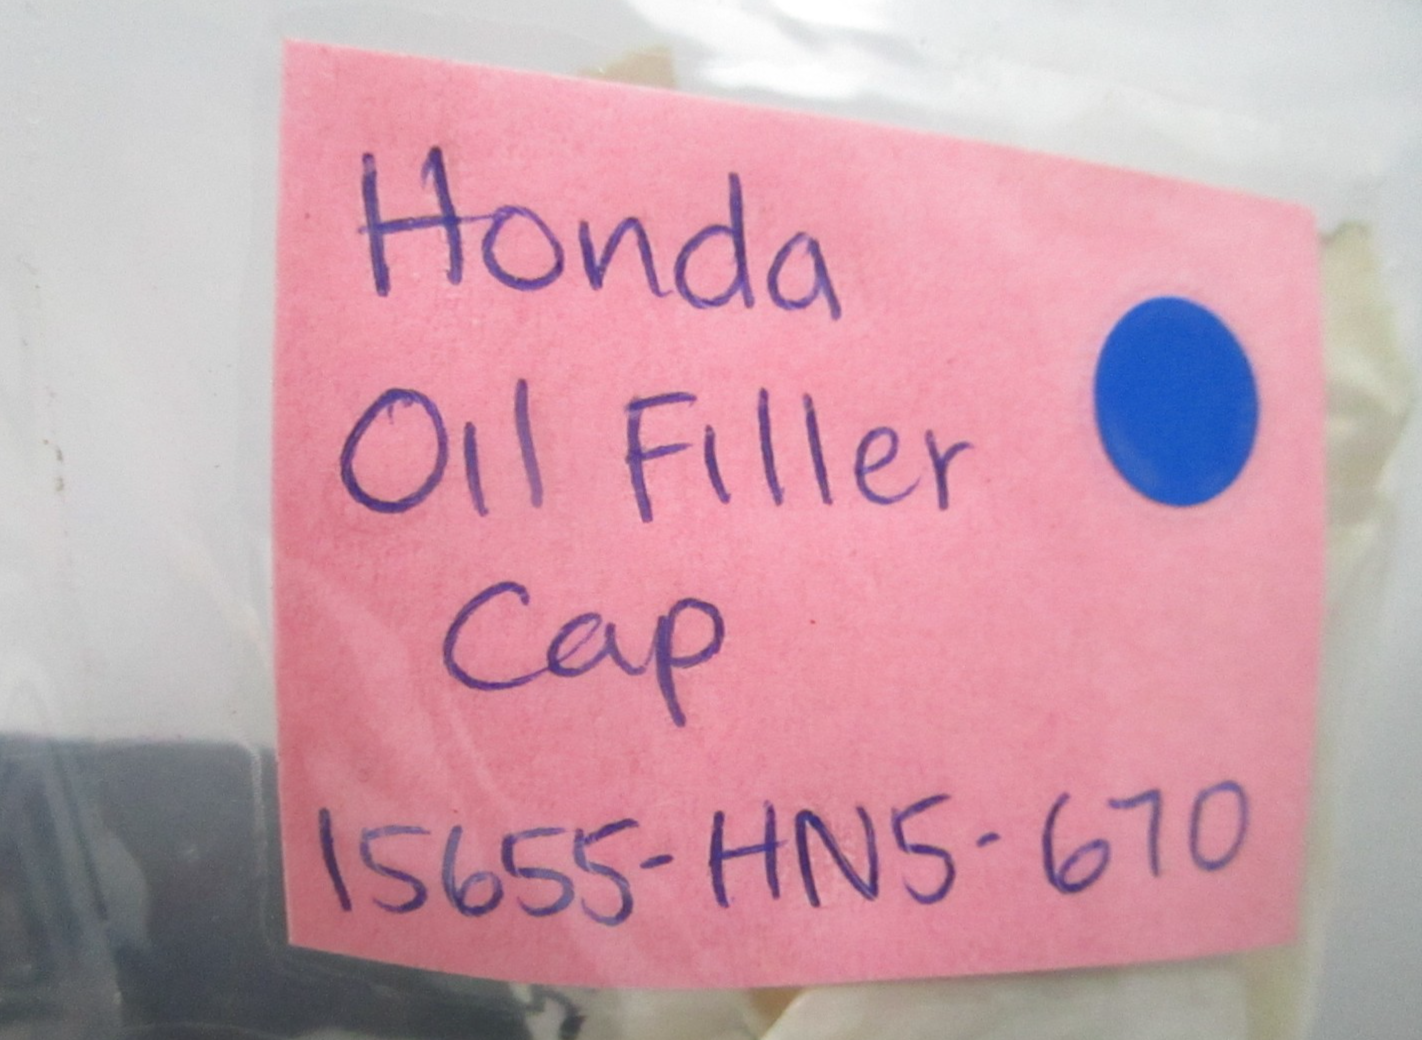 Honda
Oil Filler
Cap
15655-HN5-670